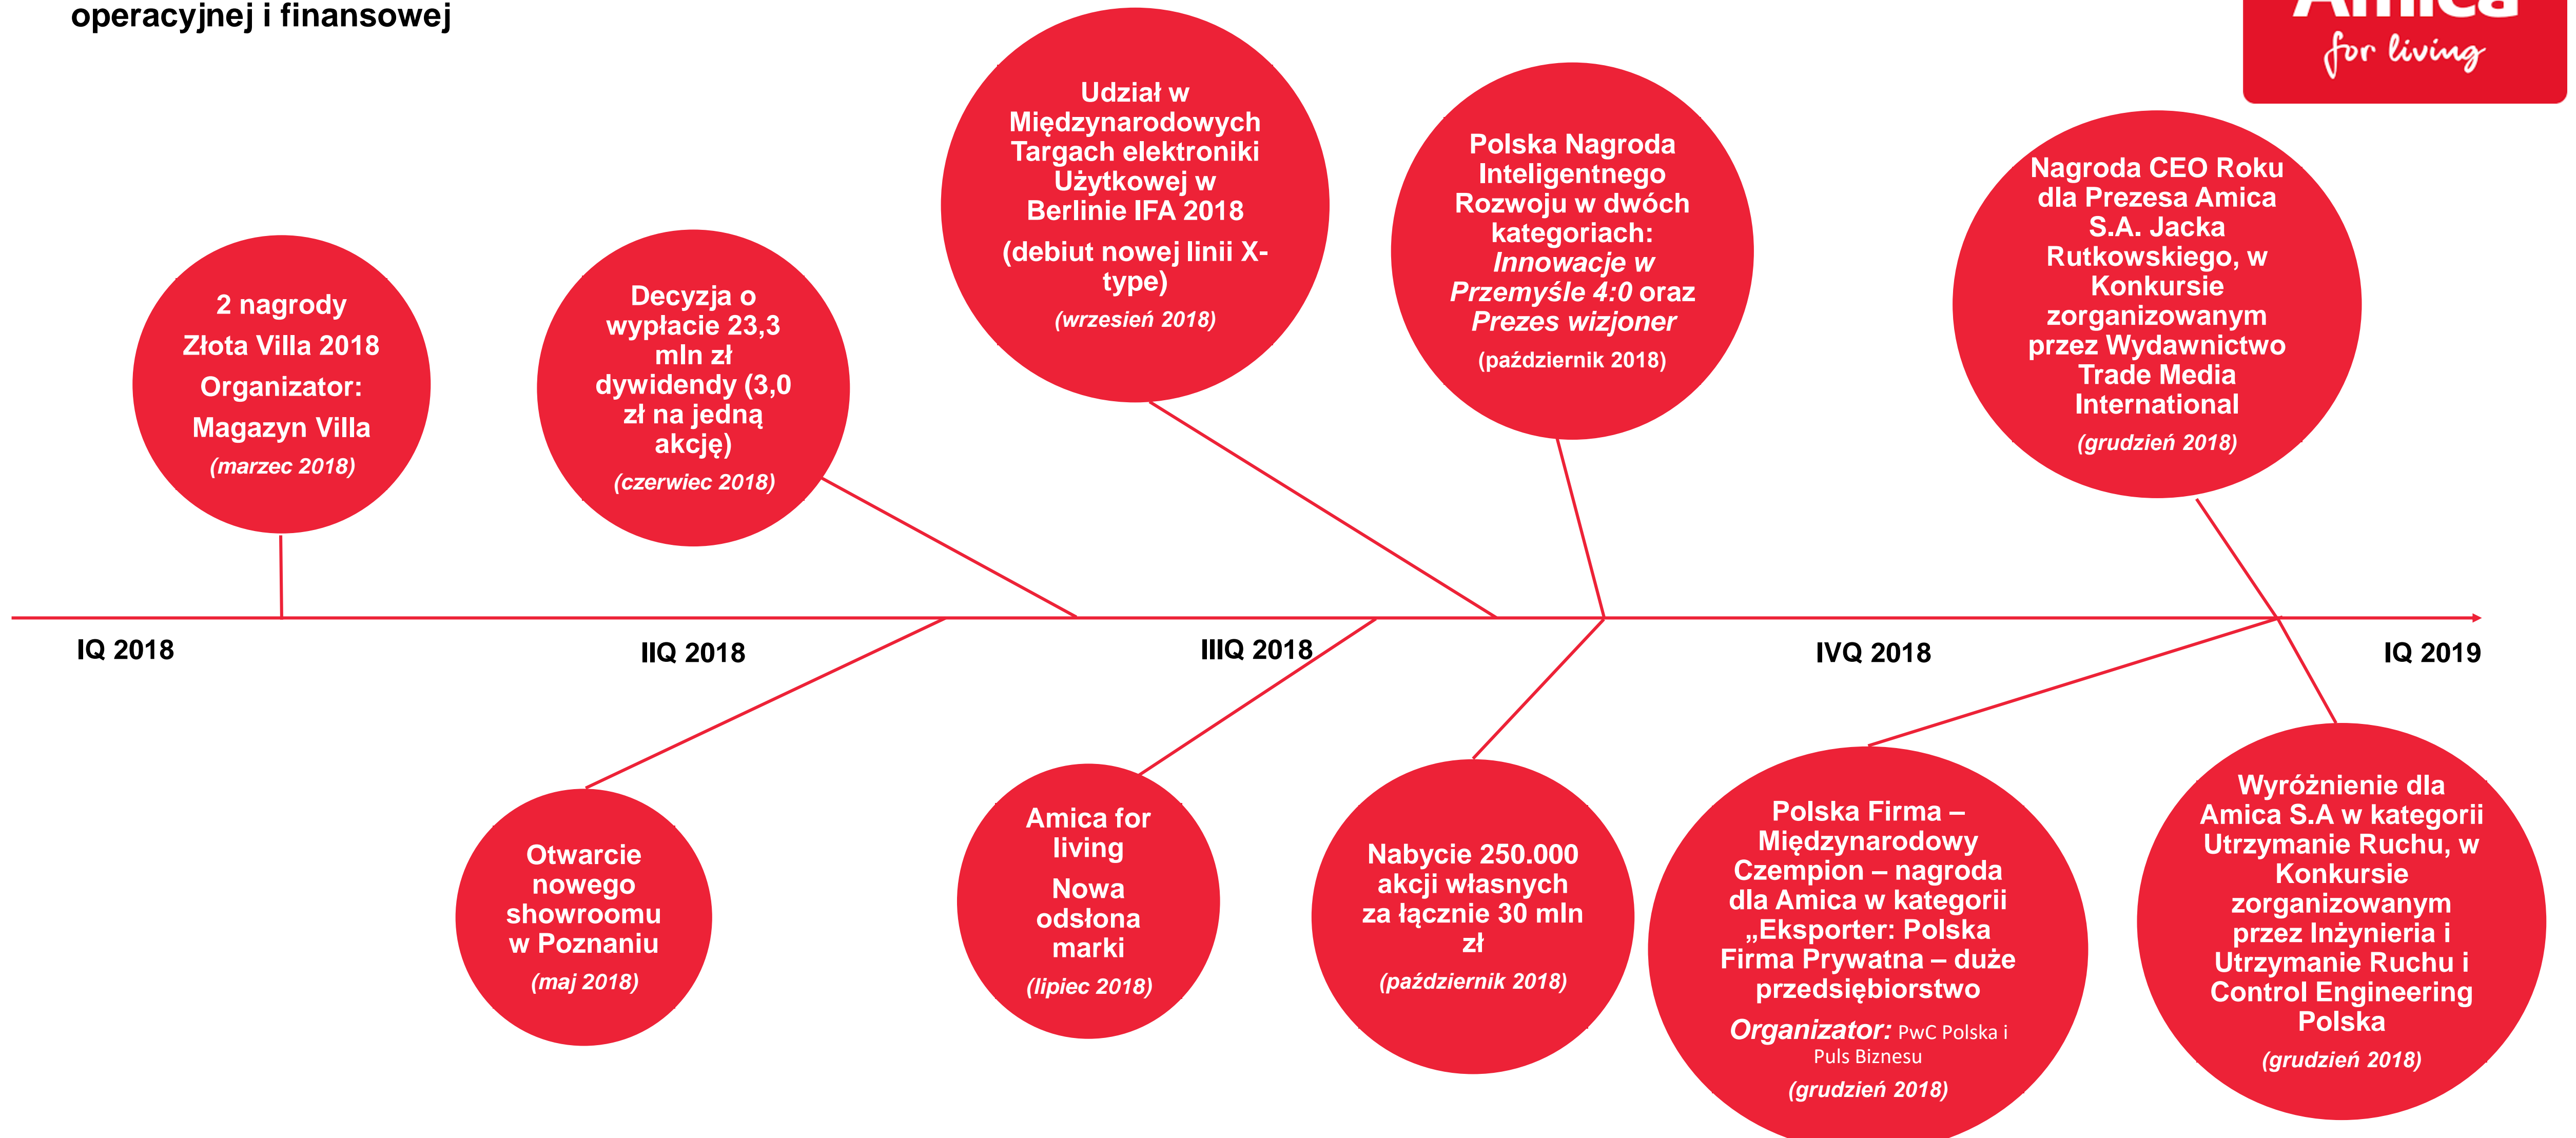 operacyjnej i finansowej
Amica
for living
Udział w
Międzynarodowych
Targach elektroniki
Użytkowej w
Berlinie IFA 2018
(debiut nowej linii X-
type)
(wrzesień 2018)
Polska Nagroda
Inteligentnego
Rozwoju w dwóch
kategoriach:
Innowacje w
Przemyśle 4:0 oraz
Prezes wizjoner
(październik 2018)
Nagroda CEO Roku
dla Prezesa Amica
S.A. Jacka
Rutkowskiego, w
Konkursie
zorganizowanym
przez Wydawnictwo
Trade Media
International
(grudzień 2018)
2 nagrody
Złota Villa 2018
Organizator:
Magazyn Villa
(marzec 2018)
Decyzja o
wypłacie 23,3
mln zł
dywidendy (3,0
zł na jedną
akcję)
(czerwiec 2018)
IQ 2018
IIQ 2018
IIIQ 2018
IVQ 2018
IQ 2019
Otwarcie
nowego
showroomu
w Poznaniu
(maj 2018)
Amica for
living
Nowa
odsłona
marki
(lipiec 2018)
Nabycie 250.000
akcji własnych
za łącznie 30 mln
zł
(październik 2018)
Polska Firma –
Międzynarodowy
Czempion – nagroda
dla Amica w kategorii
„Eksporter: Polska
Firma Prywatna – duże
przedsiębiorstwo
Organizator: PwC Polska i
Puls Biznesu
(grudzień 2018)
Wyróżnienie dla
Amica S.A w kategorii
Utrzymanie Ruchu, w
Konkursie
zorganizowanym
przez Inżynieria i
Utrzymanie Ruchu i
Control Engineering
Polska
(grudzień 2018)